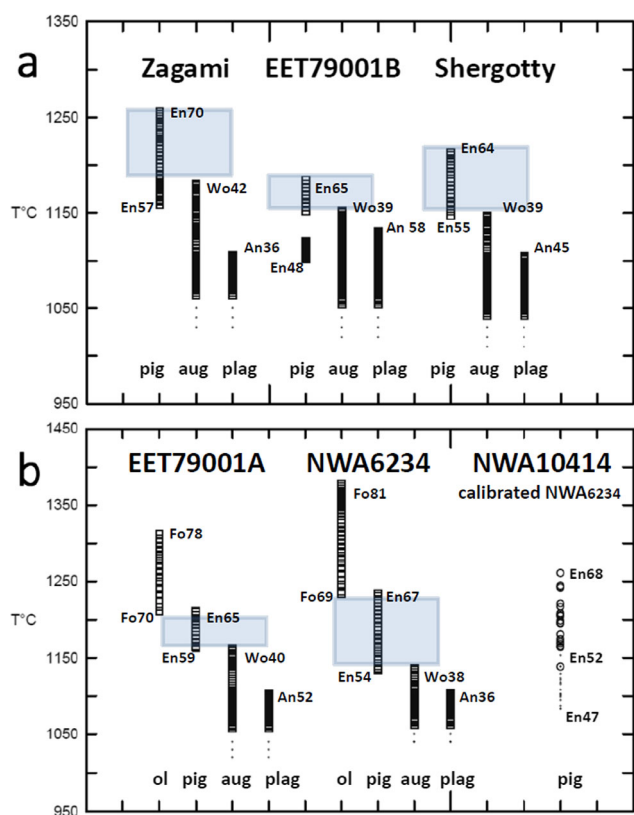 1350
a
Zagami EET79001B Shergotty
1250
En70
En64
En65
Wo42
Wo39
Wo39
En57
An 58
En55
T°C
1150
An36
En48
An45
1050
pig aug plag pig aug plag pig aug plag
950
1450
b
EET79001A NWA6234 NWA10414
calibrated NWA6234
1350
Fo81
Fo78
En68
1250
Fo70
En65
Fo69
En67
T°C
En59
Wo40
En54
Wo38
En52
1150
An52
An36
En47
1050
ol pig aug plag ol pig aug plag pig
950